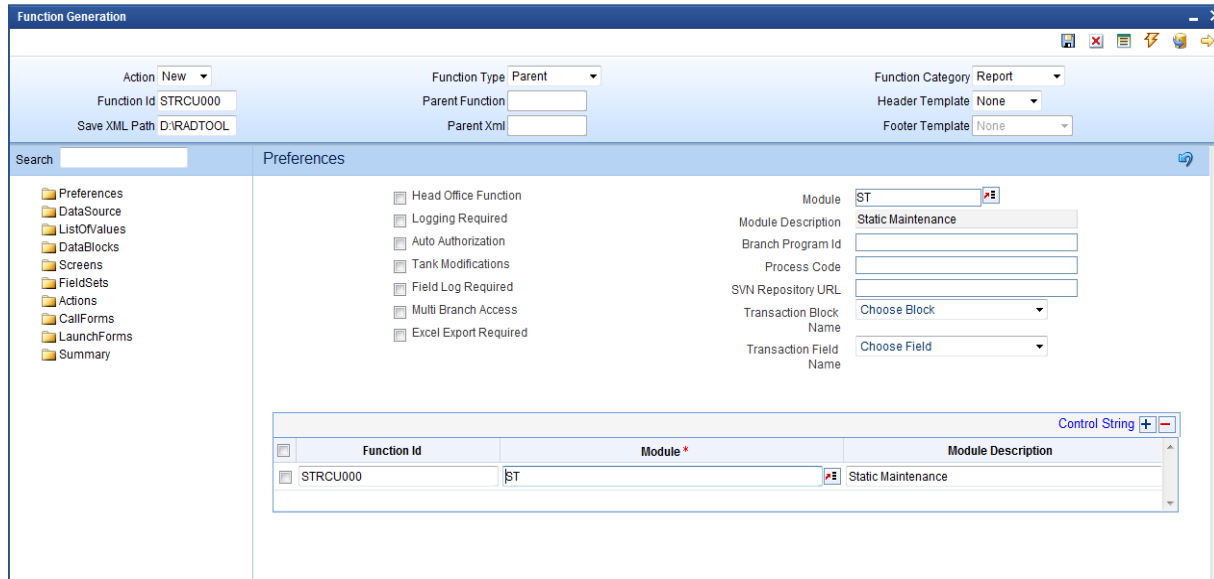 Function Generation
Action New Function Type Parent Function Category Report
Function Id STRCU000 Parent Function Header Template None
Save XML Path D:\RADTOOL Parent Xml Footer Template None
Search Preferences
Preferences
DataSource
ListOfValues
DataBlocks
Screens
FieldSets
Actions
CallForms
LaunchForms
Summary
Head Office Function
Logging Required
Auto Authorization
Tank Modifications
Field Log Required
Multi Branch Access
Excel Export Required
Module ST
Module Description Static Maintenance
Branch Program Id
Process Code
SVN Repository URL
Transaction Block Name Choose Block
Transaction Field Name Choose Field
Control String + −
Function Id Module * Module Description
STRCU000 ST Static Maintenance